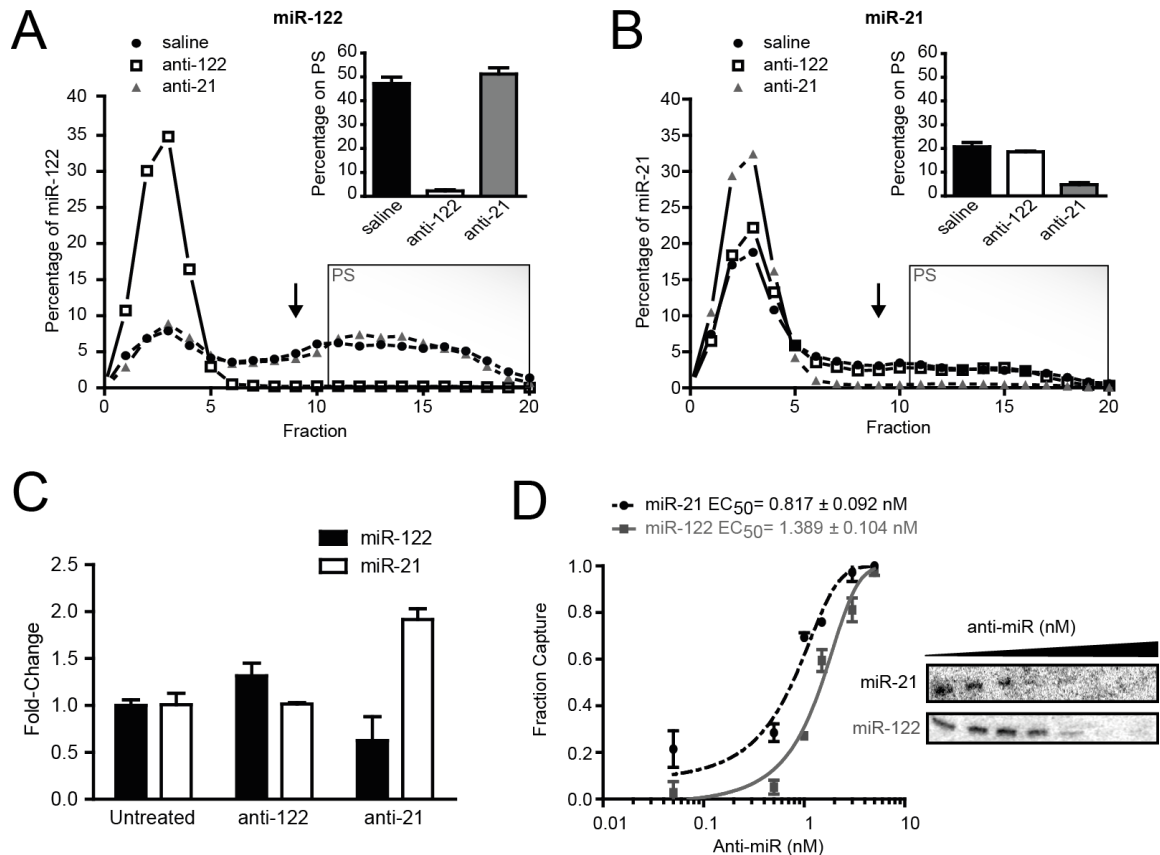 A
miR-122
saline
anti-122
anti-21
Percentage of miR-122
40
35
30
25
20
15
10
5
0
0 5 10 15 20
Fraction
PS
Percentage on PS
60
50
40
30
20
10
0
saline
anti-122
anti-21
B
miR-21
saline
anti-122
anti-21
Percentage of miR-21
40
35
30
25
20
15
10
5
0
0 5 10 15 20
Fraction
PS
Percentage on PS
60
50
40
30
20
10
0
saline
anti-122
anti-21
C
miR-122
miR-21
Fold-Change
2.5
2.0
1.5
1.0
0.5
0.0
Untreated anti-122 anti-21
D
miR-21 EC50= 0.817 ± 0.092 nM
miR-122 EC50= 1.389 ± 0.104 nM
Fraction Capture
1.0
0.8
0.6
0.4
0.2
0.0
0.01 0.1 1 10
Anti-miR (nM)
anti-miR (nM)
miR-21
miR-122